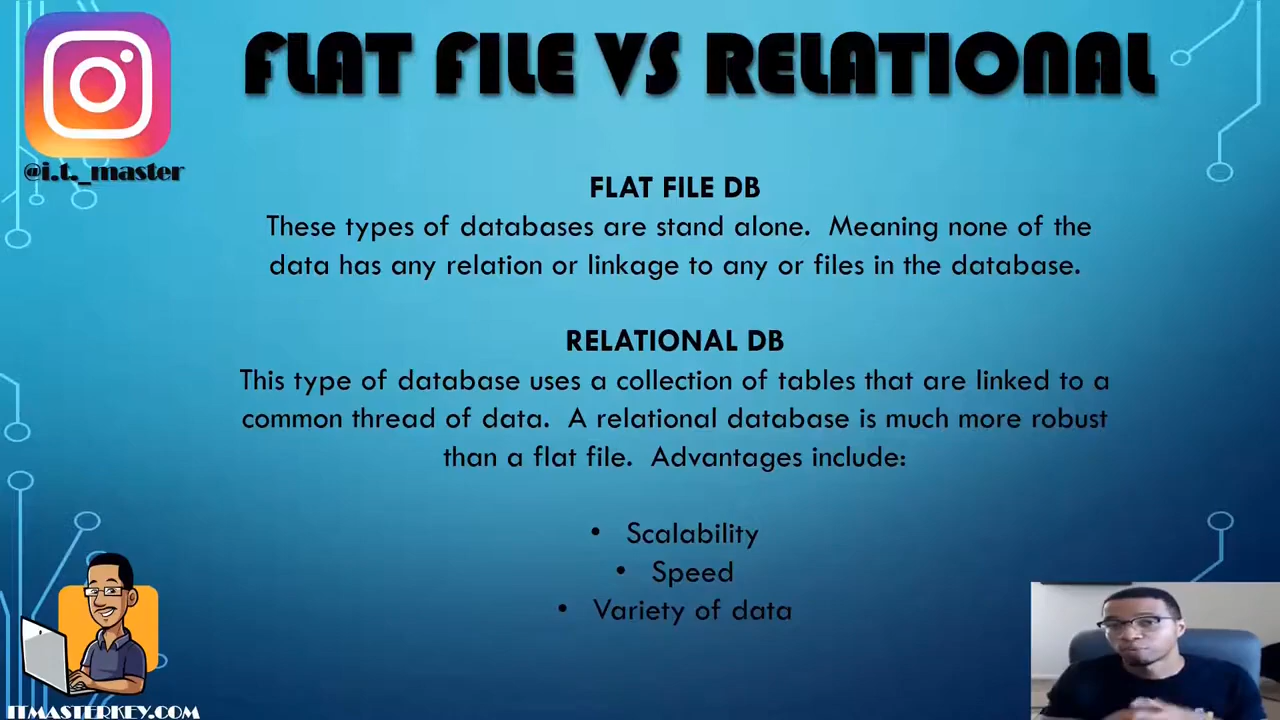 FLAT FILE VS RELATIONAL
@i.t._master
FLAT FILE DB
These types of databases are stand alone. Meaning none of the
data has any relation or linkage to any or files in the database.
RELATIONAL DB
This type of database uses a collection of tables that are linked to a
common thread of data. A relational database is much more robust
than a flat file. Advantages include:
• Scalability
• Speed
• Variety of data
ITMASTERKEY.COM